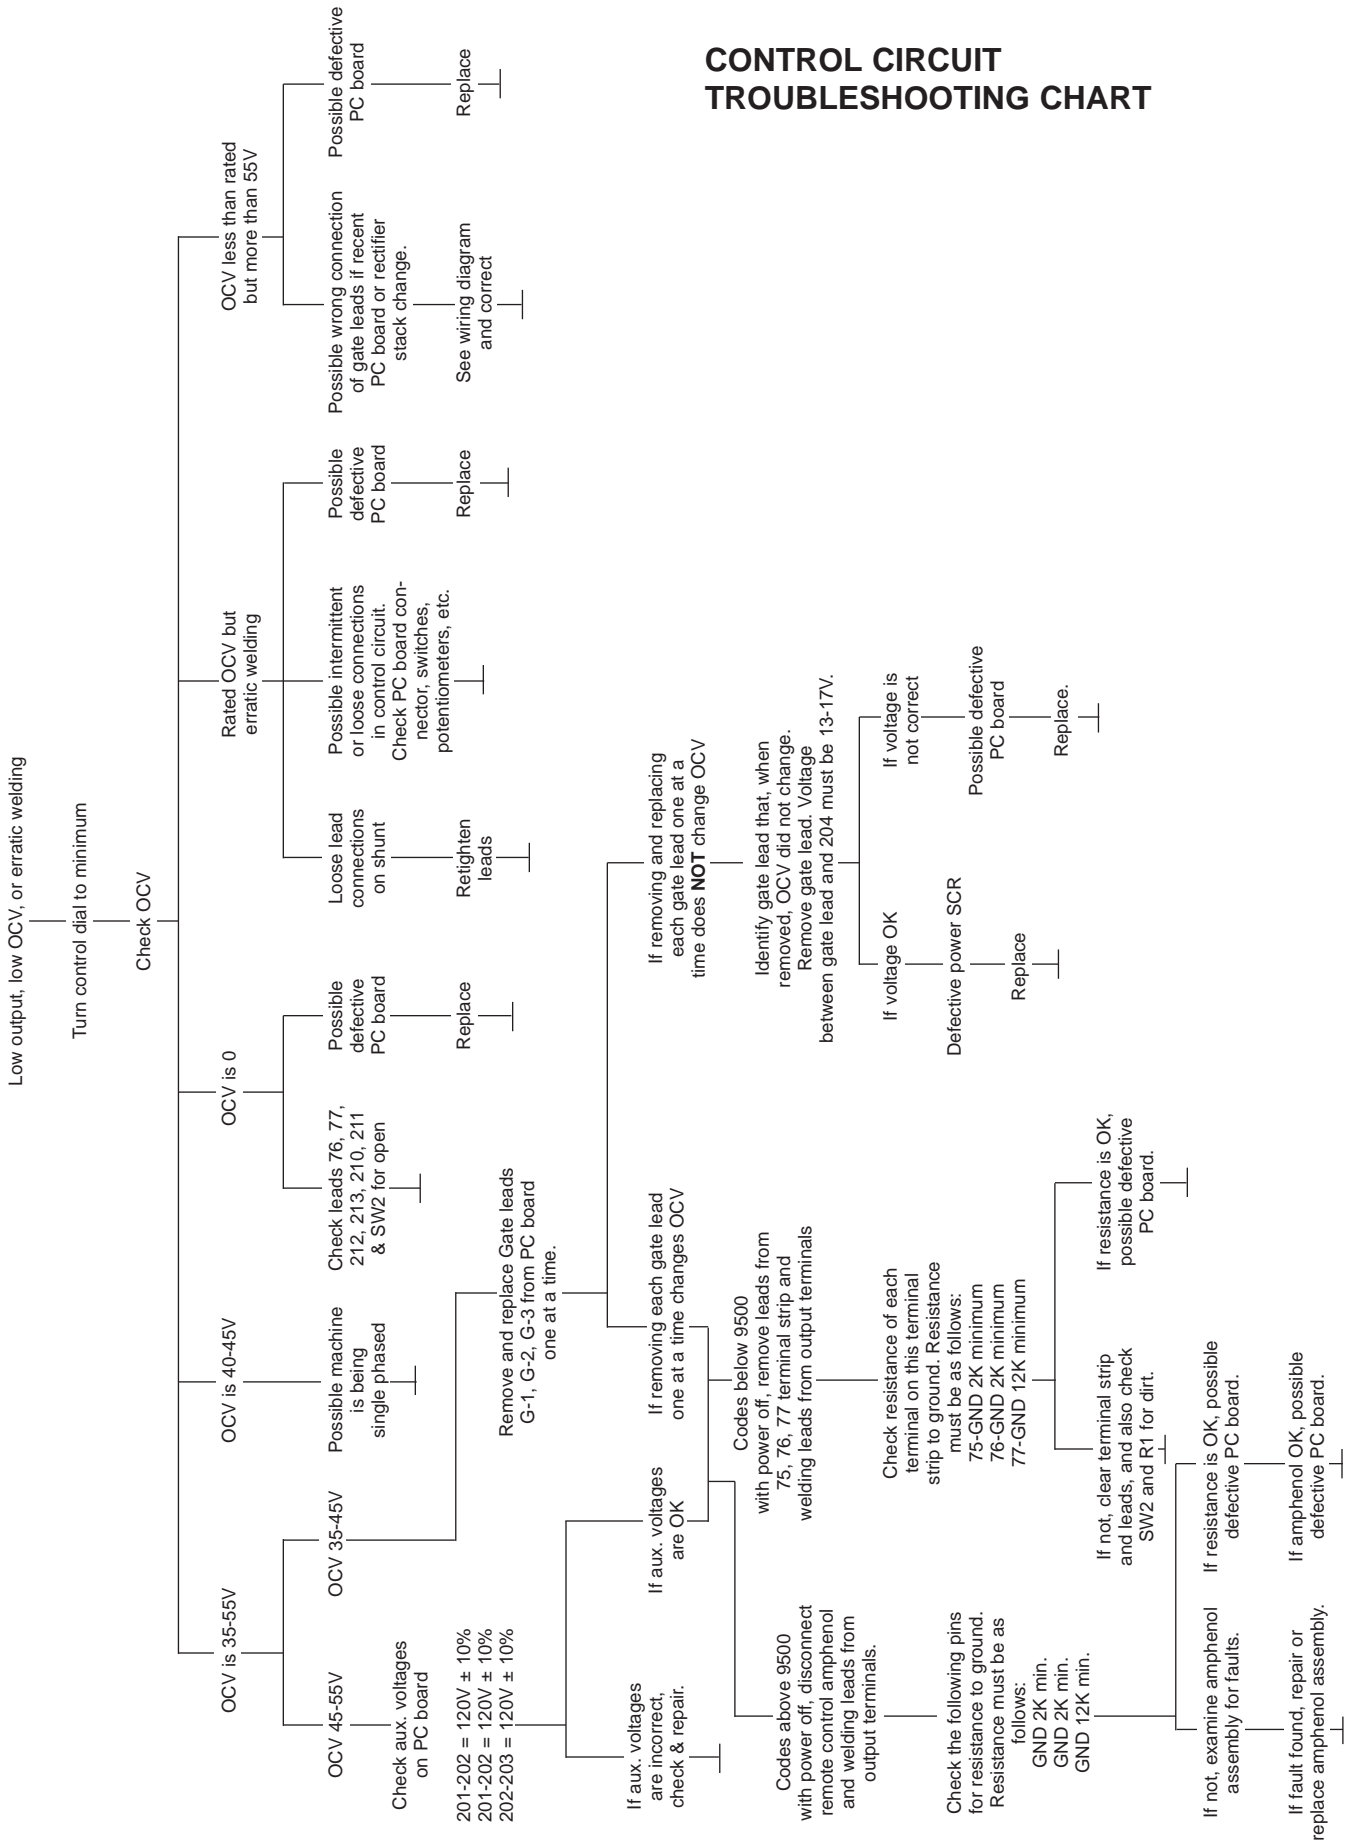 CONTROL CIRCUIT
TROUBLESHOOTING CHART
Low output, low OCV, or erratic welding
Turn control dial to minimum
Check OCV
OCV is 35-55V
OCV 45-55V
Check aux. voltages
on PC board
201-202 = 120V ± 10%
201-202 = 120V ± 10%
202-203 = 120V ± 10%
If aux. voltages
are incorrect,
check & repair.
If aux. voltages
are OK
OCV 35-45V
Remove and replace Gate leads
G-1, G-2, G-3 from PC board
one at a time.
If removing each gate lead
one at a time changes OCV
Codes above 9500
with power off, disconnect
remote control amphenol
and welding leads from
output terminals.
Check the following pins
for resistance to ground.
Resistance must be as
follows:
GND 2K min.
GND 2K min.
GND 12K min.
If not, examine amphenol
assembly for faults.
If fault found, repair or
replace amphenol assembly.
If resistance is OK, possible
defective PC board.
If amphenol OK, possible
defective PC board.
Codes below 9500
with power off, remove leads from
75, 76, 77 terminal strip and
welding leads from output terminals
Check resistance of each
terminal on this terminal
strip to ground. Resistance
must be as follows:
75-GND 2K minimum
76-GND 2K minimum
77-GND 12K minimum
If not, clear terminal strip
and leads, and also check
SW2 and R1 for dirt.
If resistance is OK,
possible defective
PC board.
If removing and replacing
each gate lead one at a
time does NOT change OCV
Identify gate lead that, when
removed, OCV did not change.
Remove gate lead. Voltage
between gate lead and 204 must be 13-17V.
If voltage OK
Defective power SCR
Replace
If voltage is
not correct
Possible defective
PC board
Replace.
OCV is 40-45V
Possible machine
is being
single phased
OCV is 0
Check leads 76, 77,
212, 213, 210, 211
& SW2 for open
Possible
defective
PC board
Replace
Rated OCV but
erratic welding
Loose lead
connections
on shunt
Retighten
leads
Possible intermittent
or loose connections
in control circuit.
Check PC board con-
nector, switches,
potentiometers, etc.
Possible
defective
PC board
Replace
OCV less than rated
but more than 55V
Possible wrong connection
of gate leads if recent
PC board or rectifier
stack change.
See wiring diagram
and correct
Possible defective
PC board
Replace